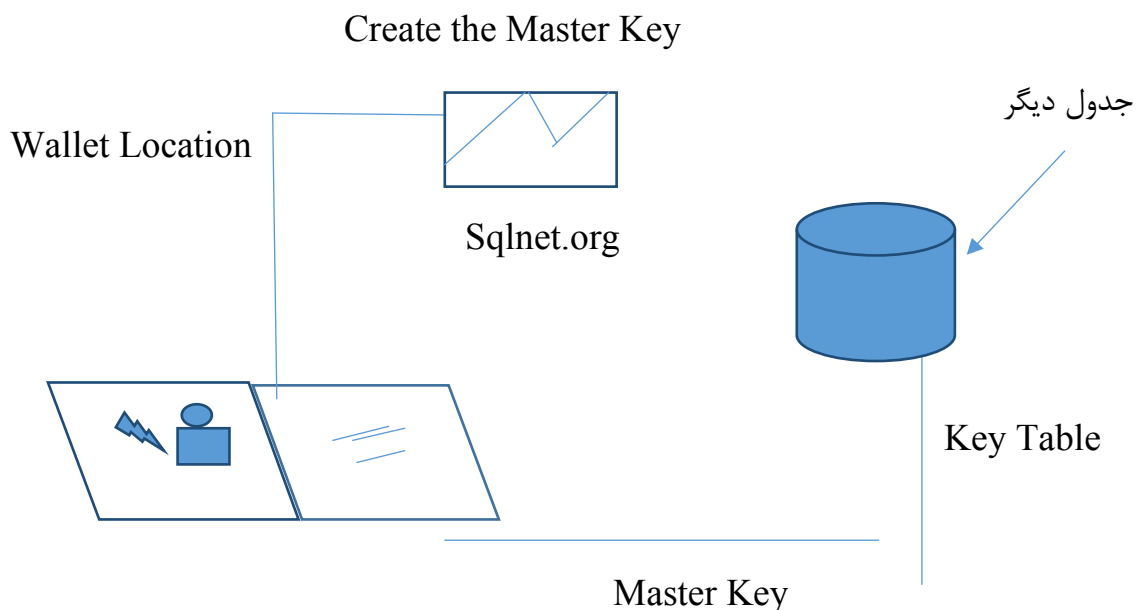 Create the Master Key
جدول دیگر
Wallet Location
Sqlnet.org
Key Table
Master Key